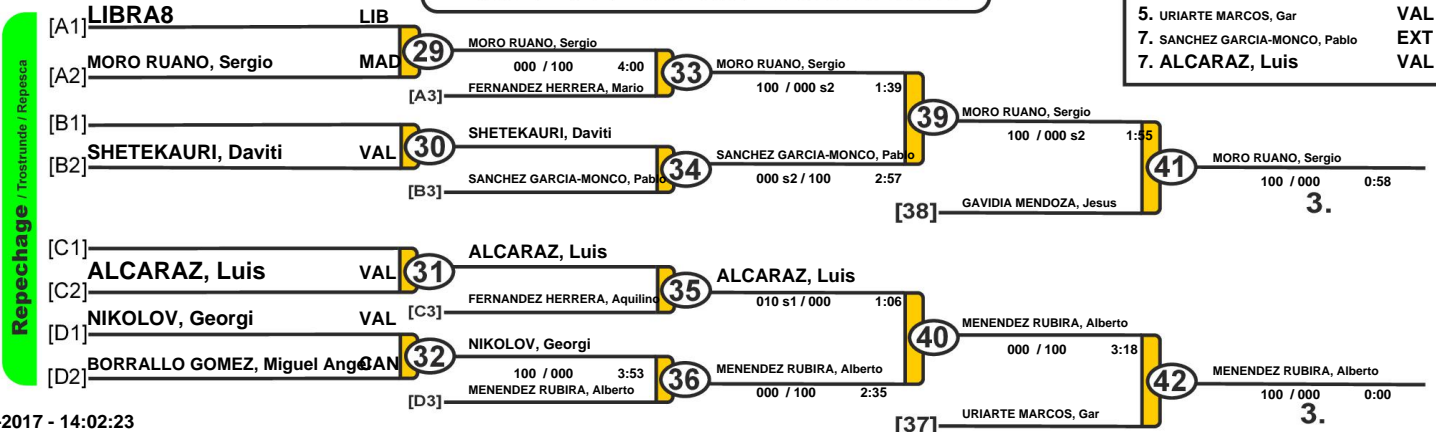 5. URIARTE MARCOS, Gar VAL
7. SANCHEZ GARCIA-MONCO, Pablo EXT
7. ALCARAZ, Luis VAL
Repechage / Trostrunde / Repesca
[A1] LIBRA8 LIB
[A2] MORO RUANO, Sergio MAD
29
MORO RUANO, Sergio
000 / 100 4:00
[A3] FERNANDEZ HERRERA, Mario
33
MORO RUANO, Sergio
100 / 000 s2 1:39
[B1]
[B2] SHETEKAURI, Daviti VAL
30
SHETEKAURI, Daviti
[B3] SANCHEZ GARCIA-MONCO, Pablo
34
SANCHEZ GARCIA-MONCO, Pablo
000 s2 / 100 2:57
39
MORO RUANO, Sergio
100 / 000 s2 1:55
[38] GAVIDIA MENDOZA, Jesus
41
MORO RUANO, Sergio
100 / 000 0:58
3.
[C1]
[C2] ALCARAZ, Luis VAL
31
ALCARAZ, Luis
[C3] FERNANDEZ HERRERA, Aquilino
35
ALCARAZ, Luis
010 s1 / 000 1:06
[D1] NIKOLOV, Georgi VAL
[D2] BORRALLO GOMEZ, Miguel Angel CAN
32
NIKOLOV, Georgi
100 / 000 3:53
[D3] MENENDEZ RUBIRA, Alberto
36
MENENDEZ RUBIRA, Alberto
000 / 100 2:35
40
MENENDEZ RUBIRA, Alberto
000 / 100 3:18
[37] URIARTE MARCOS, Gar
42
MENENDEZ RUBIRA, Alberto
100 / 000 0:00
3.
-2017 - 14:02:23